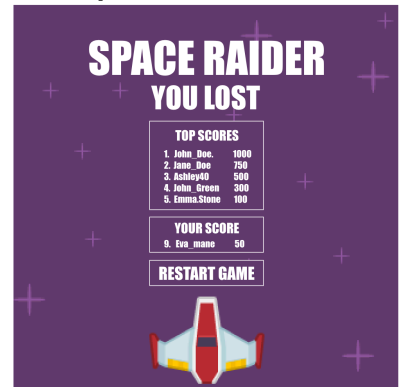 SPACE RAIDER
YOU LOST
TOP SCORES
1. John_Doe. 1000
2. Jane_Doe 750
3. Ashley40 500
4. John_Green 300
5. Emma.Stone 100
YOUR SCORE
9. Eva_mane 50
RESTART GAME